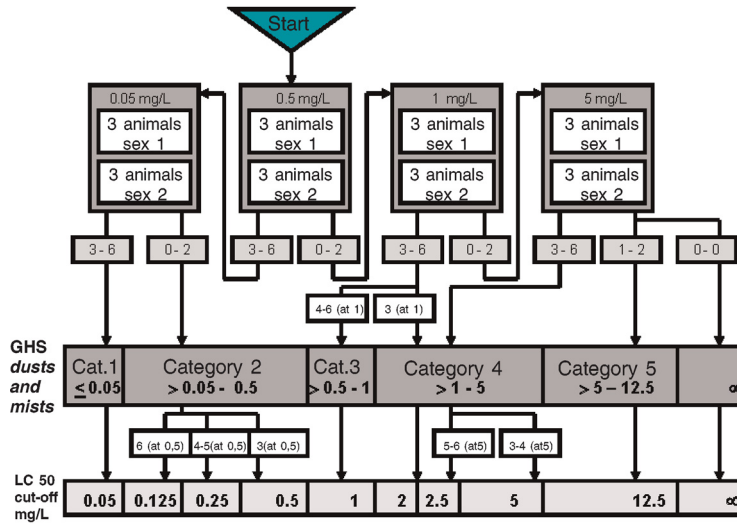 Start
0.05 mg/L
0.5 mg/L
1 mg/L
5 mg/L
3 animals
sex 1
3 animals
sex 1
3 animals
sex 1
3 animals
sex 1
3 animals
sex 2
3 animals
sex 2
3 animals
sex 2
3 animals
sex 2
3-6
0-2
3-6
0-2
3-6
0-2
3-6
1-2
0-0
4-6 (at 1)
3 (at 1)
GHS
dusts
and
mists
Cat.1
≤ 0.05
Category 2
> 0.05 - 0.5
Cat.3
> 0.5 - 1
Category 4
> 1 - 5
Category 5
> 5 – 12.5
∞
6 (at 0,5)
4-5(at 0,5)
3(at 0,5)
5-6 (at5)
3-4 (at5)
LC 50
cut-off
mg/L
0.05
0.125
0.25
0.5
1
2
2.5
5
12.5
∞